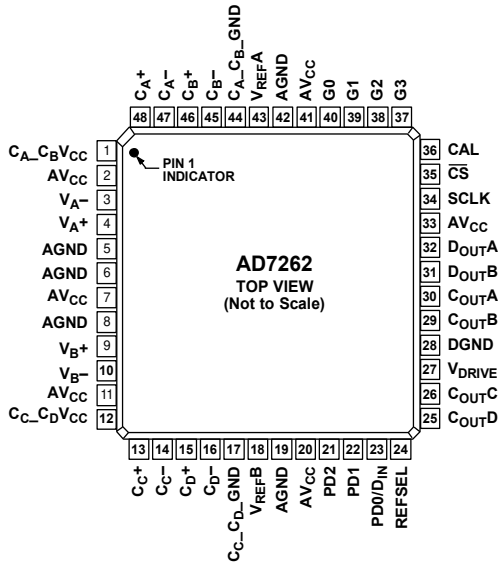 CA+
CA−
CB+
CB−
CA_CB_GND
VREFA
AGND
AVCC
G0
G1
G2
G3
48 47 46 45 44 43 42 41 40 39 38 37
CA_CBVCC 1
AVCC 2
VA− 3
VA+ 4
AGND 5
AGND 6
AVCC 7
AGND 8
VB+ 9
VB− 10
AVCC 11
CC_CDVCC 12
PIN 1
INDICATOR
AD7262
TOP VIEW
(Not to Scale)
36 CAL
35 C̅S̅
34 SCLK
33 AVCC
32 DOUTA
31 DOUTB
30 COUTA
29 COUTB
28 DGND
27 VDRIVE
26 COUTC
25 COUTD
13 14 15 16 17 18 19 20 21 22 23 24
CC+
CC−
CD+
CD−
CC_CD_GND
VREFB
AGND
AVCC
PD2
PD1
PD0/DIN
REFSEL